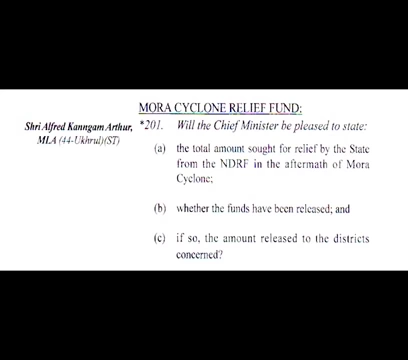 MORA CYCLONE RELIEF FUND:
Shri Alfred Kanngam Arthur,
MLA (44-Ukhrul)(ST)
*201. Will the Chief Minister be pleased to state:
(a) the total amount sought for relief by the State
from the NDRF in the aftermath of Mora
Cyclone;
(b) whether the funds have been released; and
(c) if so, the amount released to the districts
concerned?